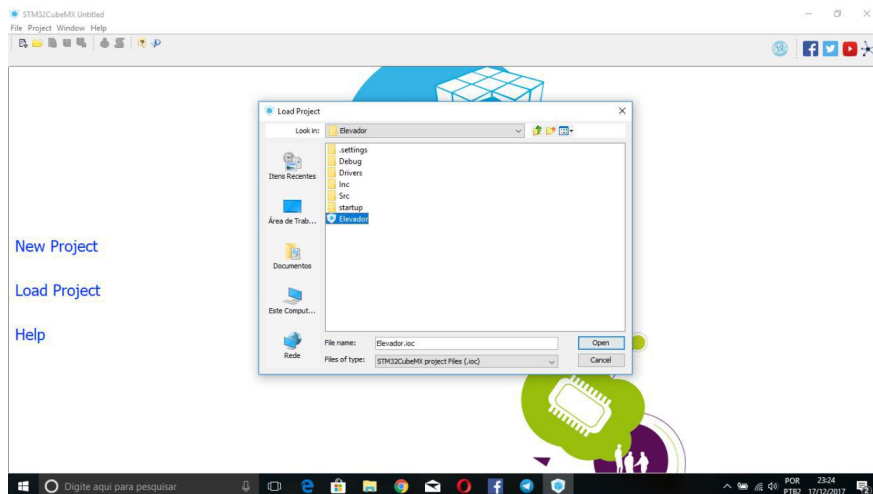 STM32CubeMX Untitled
File Project Window Help
Load Project
Look in: Elevador
.settings
Debug
Drivers
Inc
Src
startup
Elevador
Itens Recentes
Área de Trab...
Documentos
Este Comput...
Rede
File name: Elevador.ioc Open
Files of type: STM32CubeMX project Files (.ioc) Cancel
New Project
Load Project
Help
Digite aqui para pesquisar
POR 23:24
PTB2 17/12/2017